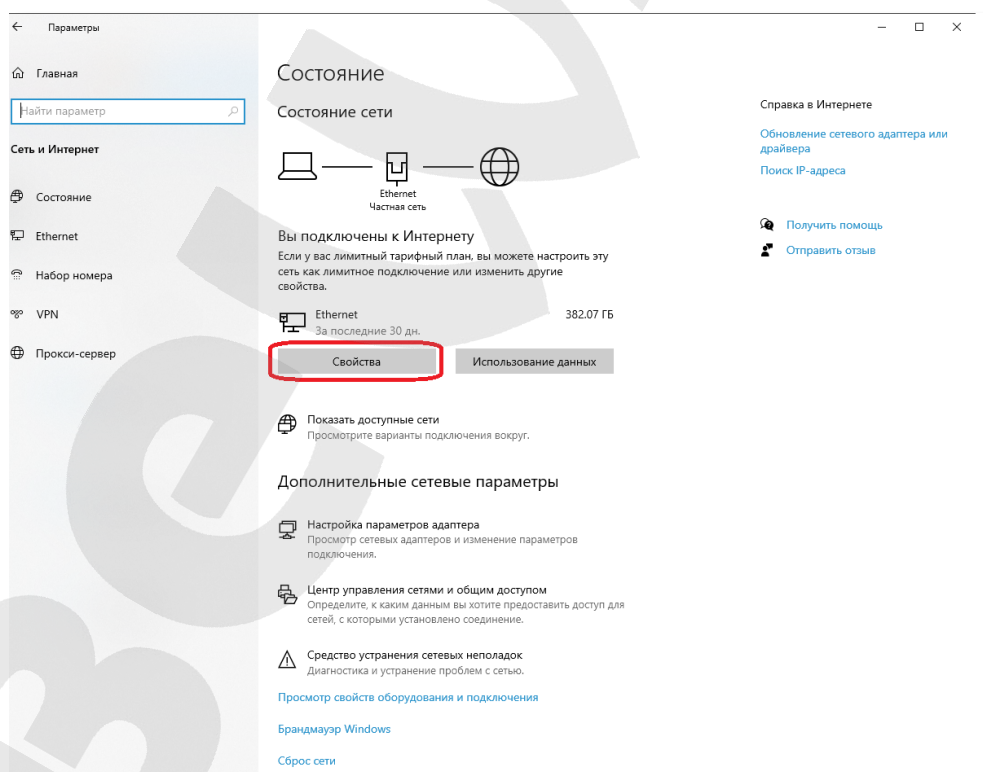 Параметры
Главная
Найти параметр
Сеть и Интернет
Состояние
Ethernet
Набор номера
VPN
Прокси-сервер
Состояние
Состояние сети
Ethernet
Частная сеть
Вы подключены к Интернету
Если у вас лимитный тарифный план, вы можете настроить эту
сеть как лимитное подключение или изменить другие
свойства.
Ethernet 382.07 ГБ
За последние 30 дн.
Свойства Использование данных
Показать доступные сети
Просмотрите варианты подключения вокруг.
Дополнительные сетевые параметры
Настройка параметров адаптера
Просмотр сетевых адаптеров и изменение параметров
подключения.
Центр управления сетями и общим доступом
Определите, к каким данным вы хотите предоставить доступ для
сетей, с которыми установлено соединение.
Средство устранения сетевых неполадок
Диагностика и устранение проблем с сетью.
Просмотр свойств оборудования и подключения
Брандмауэр Windows
Сброс сети
Справка в Интернете
Обновление сетевого адаптера или
драйвера
Поиск IP-адреса
Получить помощь
Отправить отзыв